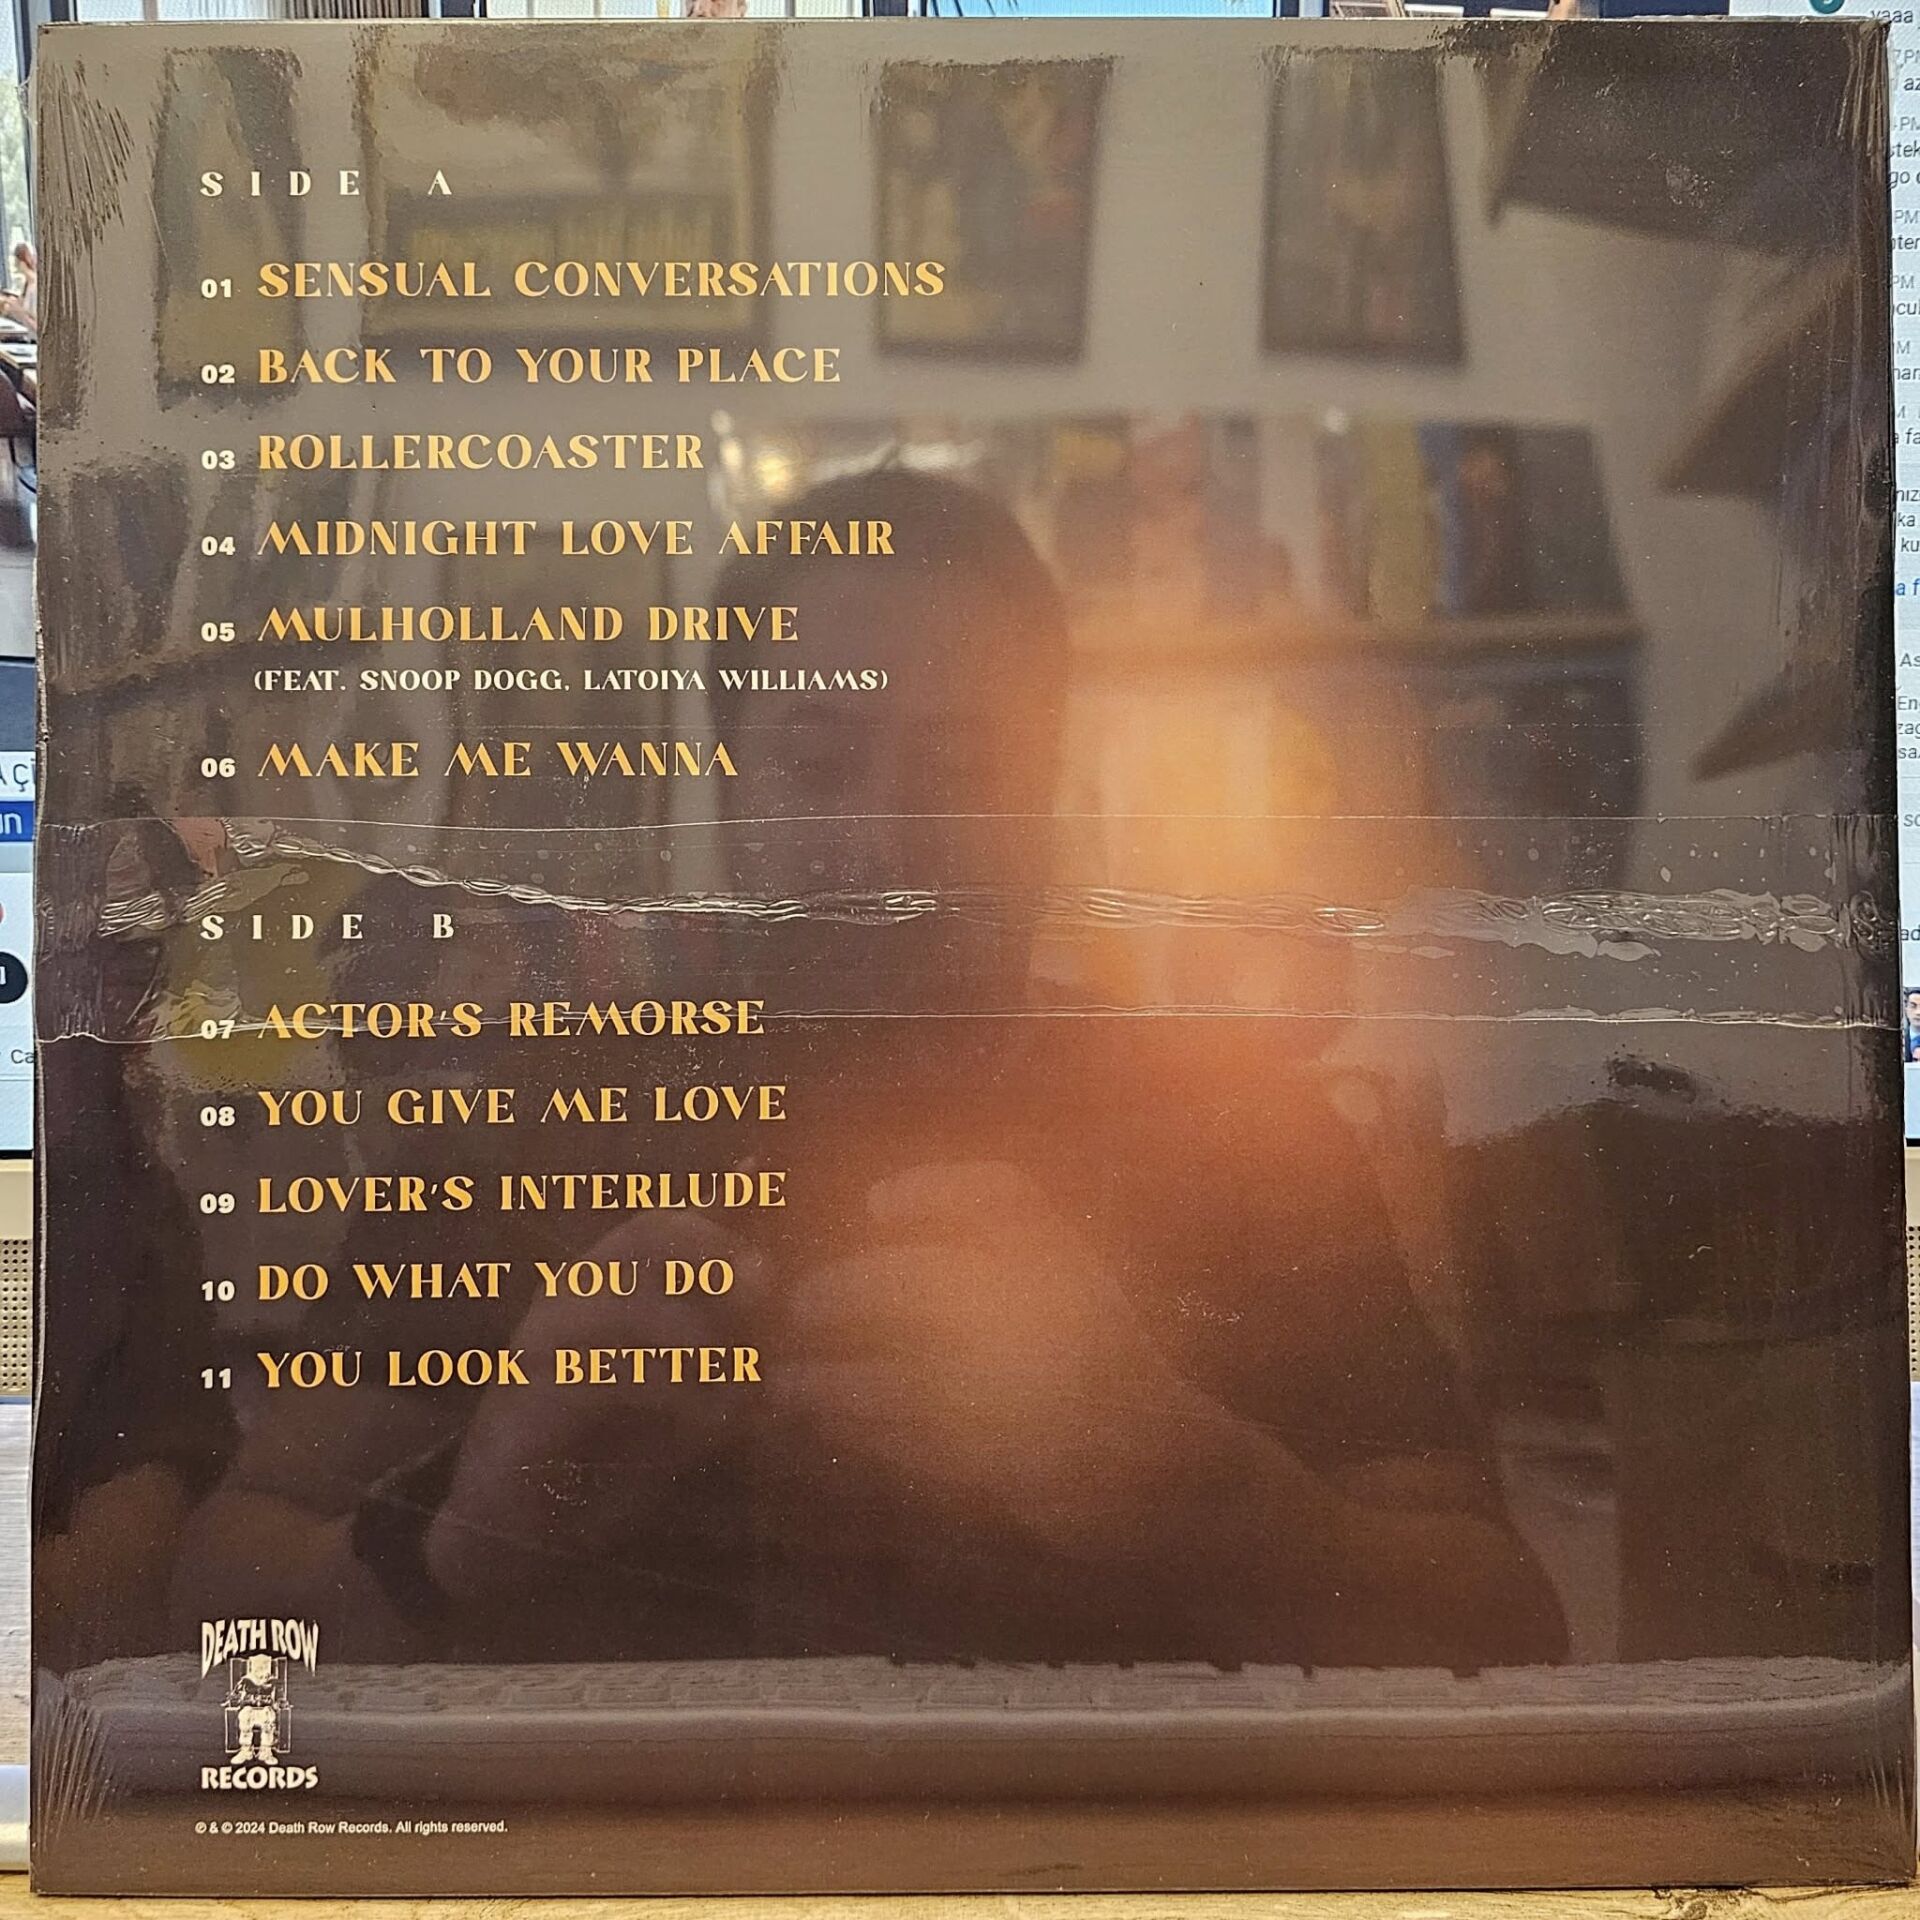 SIDE A
01 SENSUAL CONVERSATIONS
02 BACK TO YOUR PLACE
03 ROLLERCOASTER
04 MIDNIGHT LOVE AFFAIR
05 MULHOLLAND DRIVE
(FEAT. SNOOP DOGG, LATOIYA WILLIAMS)
06 MAKE ME WANNA
SIDE B
07 ACTOR'S REMORSE
08 YOU GIVE ME LOVE
09 LOVER'S INTERLUDE
10 DO WHAT YOU DO
11 YOU LOOK BETTER
DEATH ROW
RECORDS
℗ & © 2024 Death Row Records. All rights reserved.